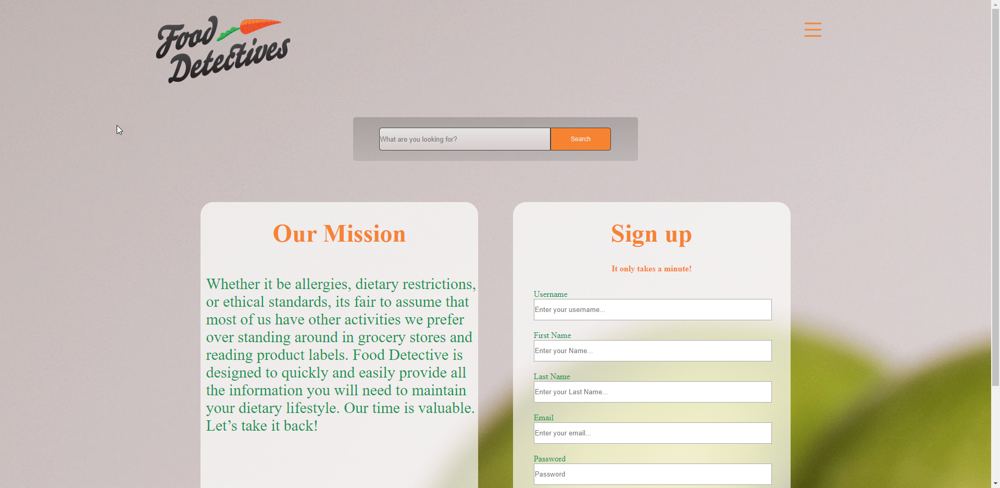 Food
Detectives
What are you looking for?
Search
Our Mission
Whether it be allergies, dietary restrictions,
or ethical standards, its fair to assume that
most of us have other activities we prefer
over standing around in grocery stores and
reading product labels. Food Detective is
designed to quickly and easily provide all
the information you will need to maintain
your dietary lifestyle. Our time is valuable.
Let’s take it back!
Sign up
It only takes a minute!
Username
Enter your username...
First Name
Enter your Name...
Last Name
Enter your Last Name...
Email
Enter your email...
Password
Password